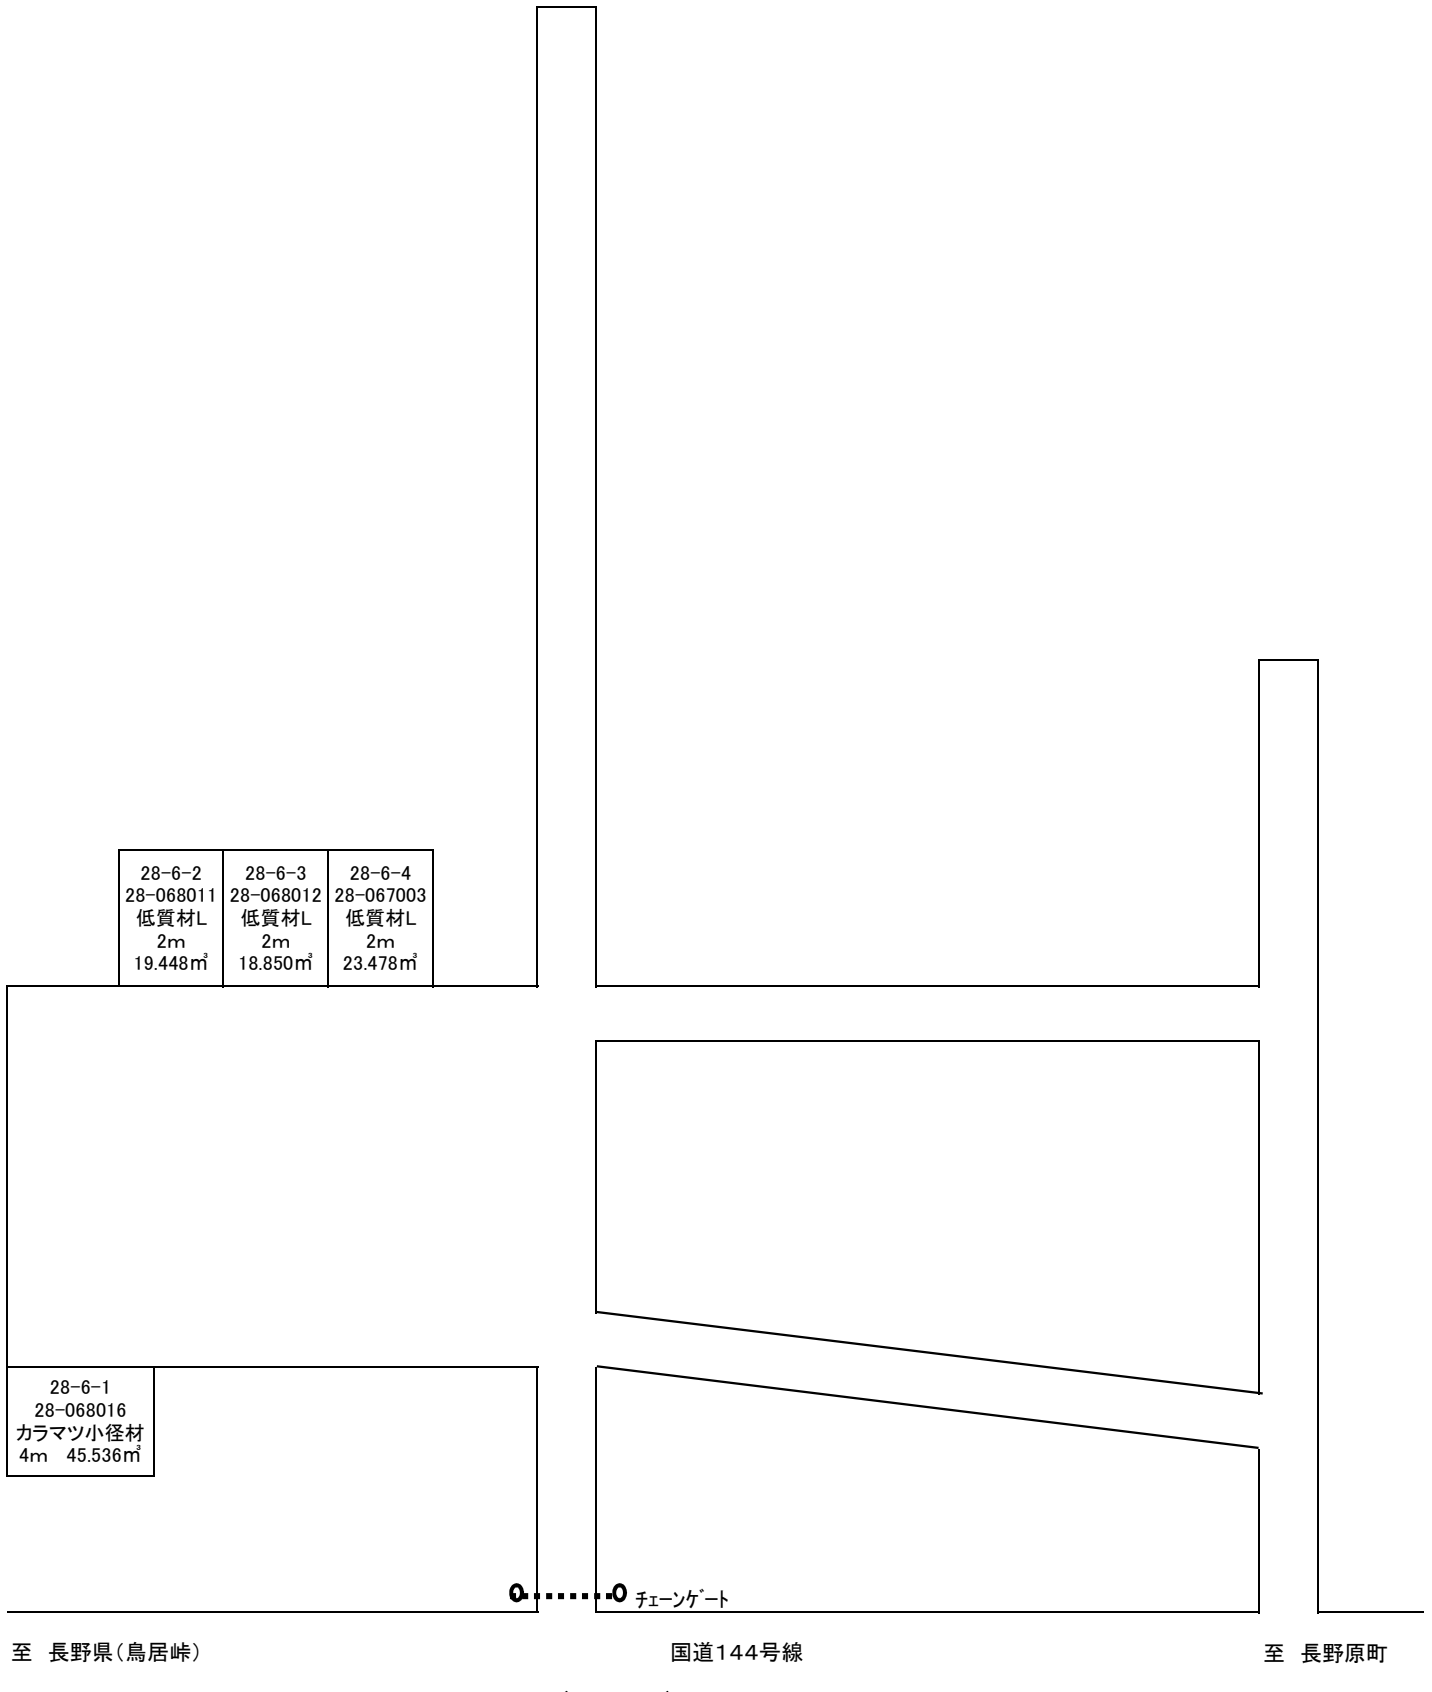 28-6-2
28-068011
低質材L
2m
19.448㎥
28-6-3
28-068012
低質材L
2m
18.850㎥
28-6-4
28-067003
低質材L
2m
23.478㎥
28-6-1
28-068016
カラマツ小径材
4m　45.536㎥
ﾁｪｰﾝｹﾞｰﾄ
至　長野県（鳥居峠）
国道144号線
至　長野原町